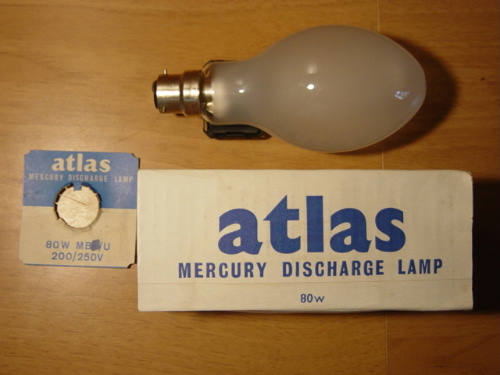 atlas
MERCURY DISCHARGE LAMP
80W MB /U
200/250V
atlas
MERCURY DISCHARGE LAMP
80w